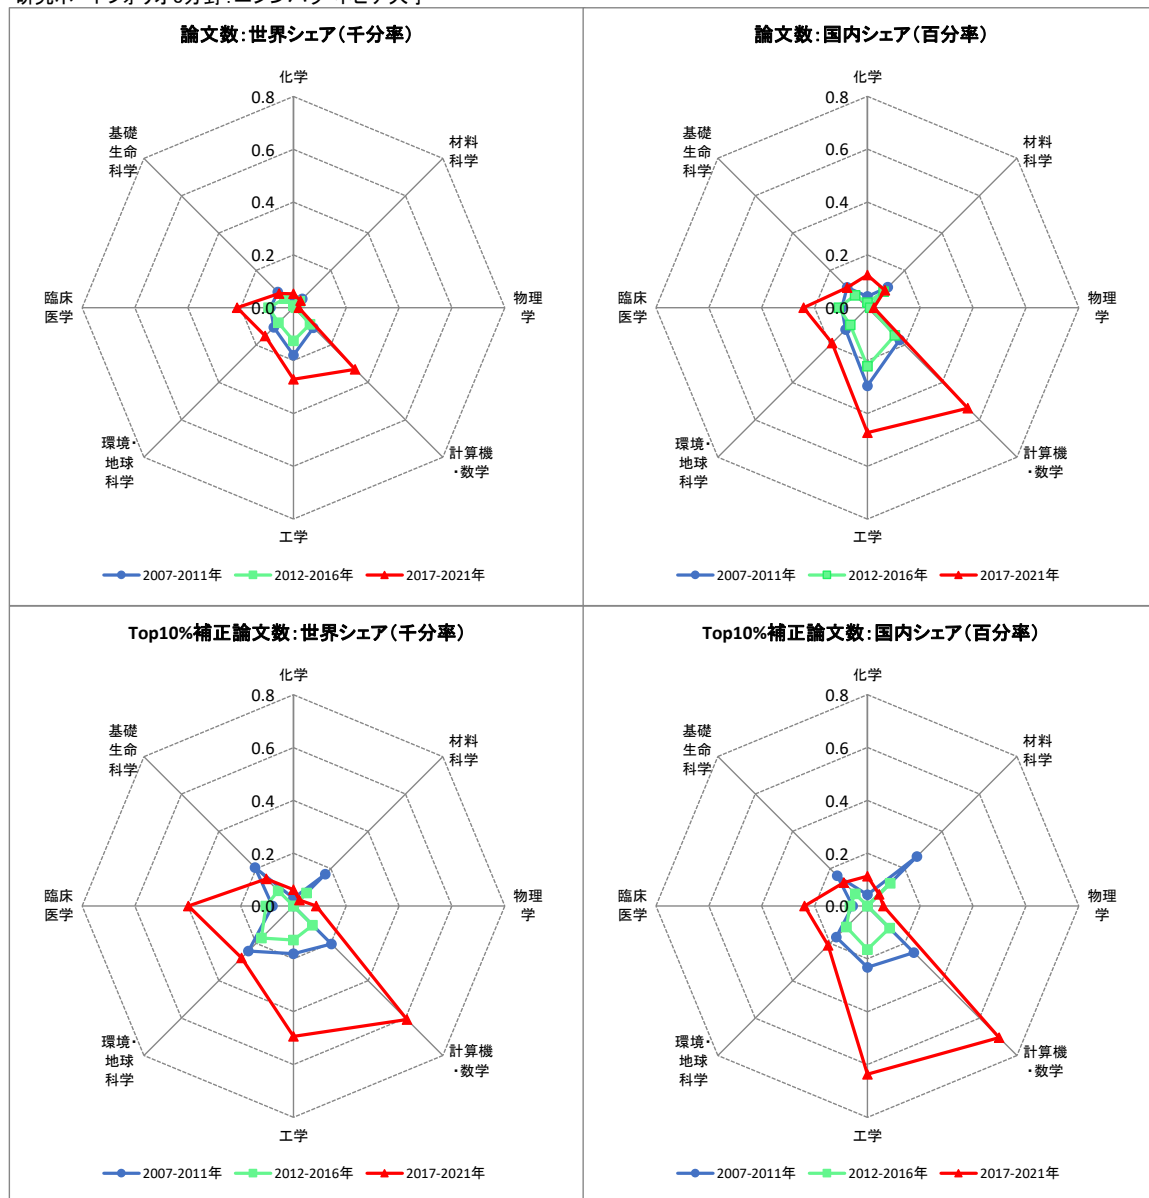 論文数:世界シェア(千分率)
化学
0.8
0.6
0.4
0.2
0.0
基礎
生命
科学
材料
科学
臨床
医学
物理
学
環境・
地球
科学
計算機
・数学
工学
2007-2011年 2012-2016年 2017-2021年
論文数:国内シェア(百分率)
化学
0.8
0.6
0.4
0.2
0.0
基礎
生命
科学
材料
科学
臨床
医学
物理
学
環境・
地球
科学
計算機
・数学
工学
2007-2011年 2012-2016年 2017-2021年
Top10%補正論文数:世界シェア(千分率)
化学
0.8
0.6
0.4
0.2
0.0
基礎
生命
科学
材料
科学
臨床
医学
物理
学
環境・
地球
科学
計算機
・数学
工学
2007-2011年 2012-2016年 2017-2021年
Top10%補正論文数:国内シェア(百分率)
化学
0.8
0.6
0.4
0.2
0.0
基礎
生命
科学
材料
科学
臨床
医学
物理
学
環境・
地球
科学
計算機
・数学
工学
2007-2011年 2012-2016年 2017-2021年